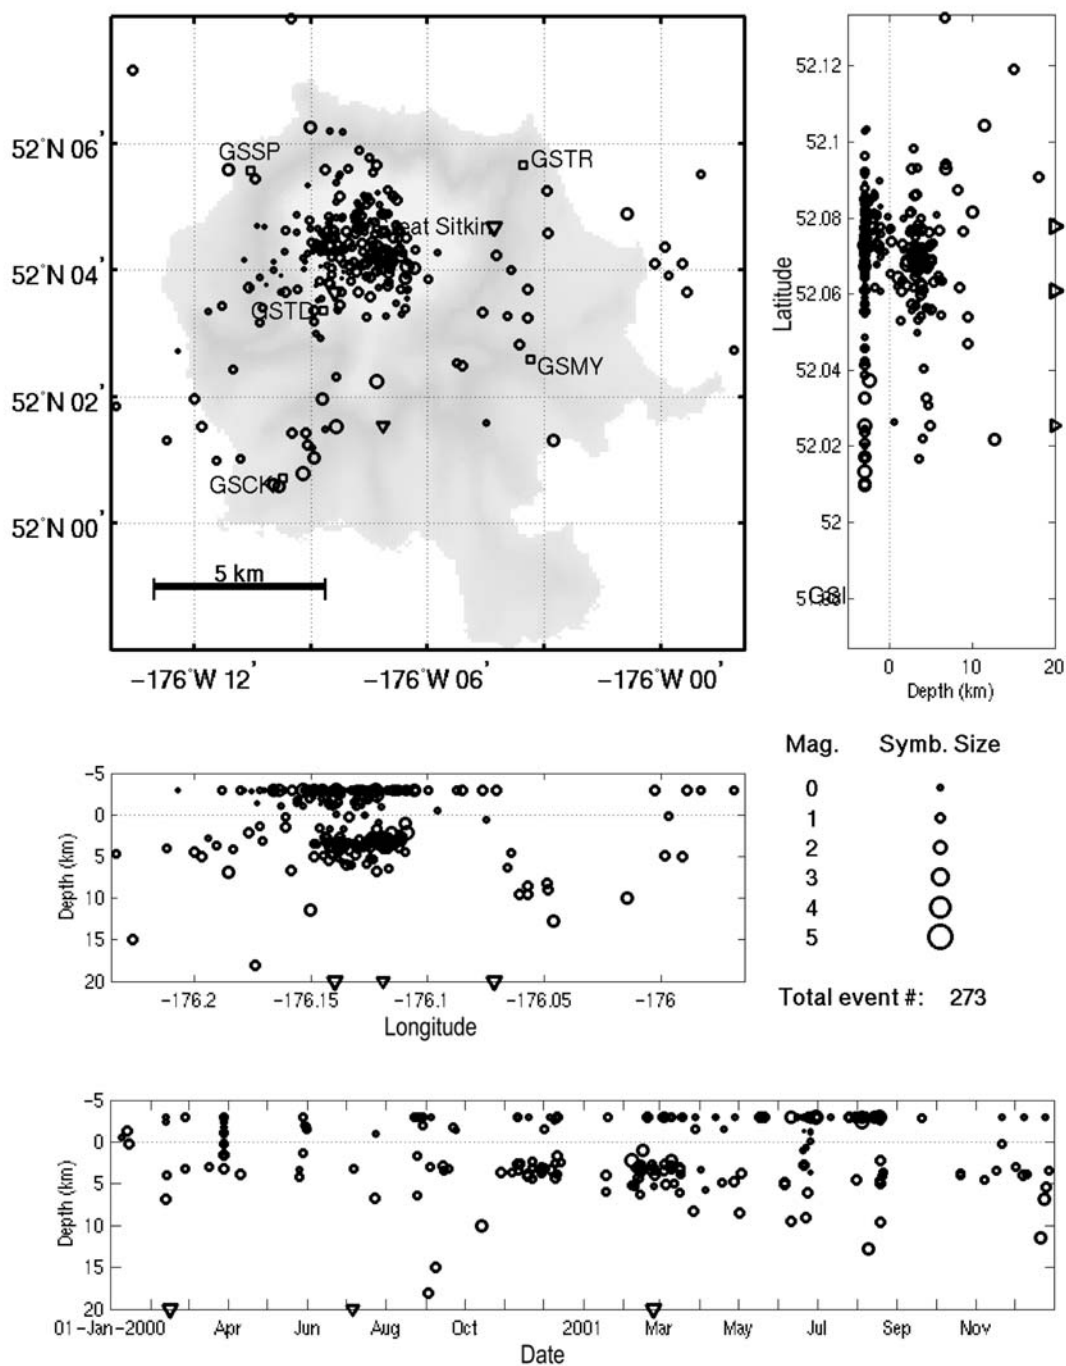 52°N 06'
52°N 04'
52°N 02'
52°N 00'
GSSP
GSTR
eat Sitkin
GSTD
GSMY
GSCK
5 km
-176°W 12'
-176°W 06'
-176°W 00'
52.12
52.1
52.08
52.06
52.04
52.02
52
Latitude
0
10
20
Depth (km)
Mag.
Symb. Size
0
1
2
3
4
5
Total event #: 273
-5
0
5
10
15
20
Depth (km)
-176.2
-176.15
-176.1
-176.05
-176
Longitude
-5
0
5
10
15
20
Depth (km)
01-Jan-2000
Apr
Jun
Aug
Oct
2001
Mar
May
Jul
Sep
Nov
Date